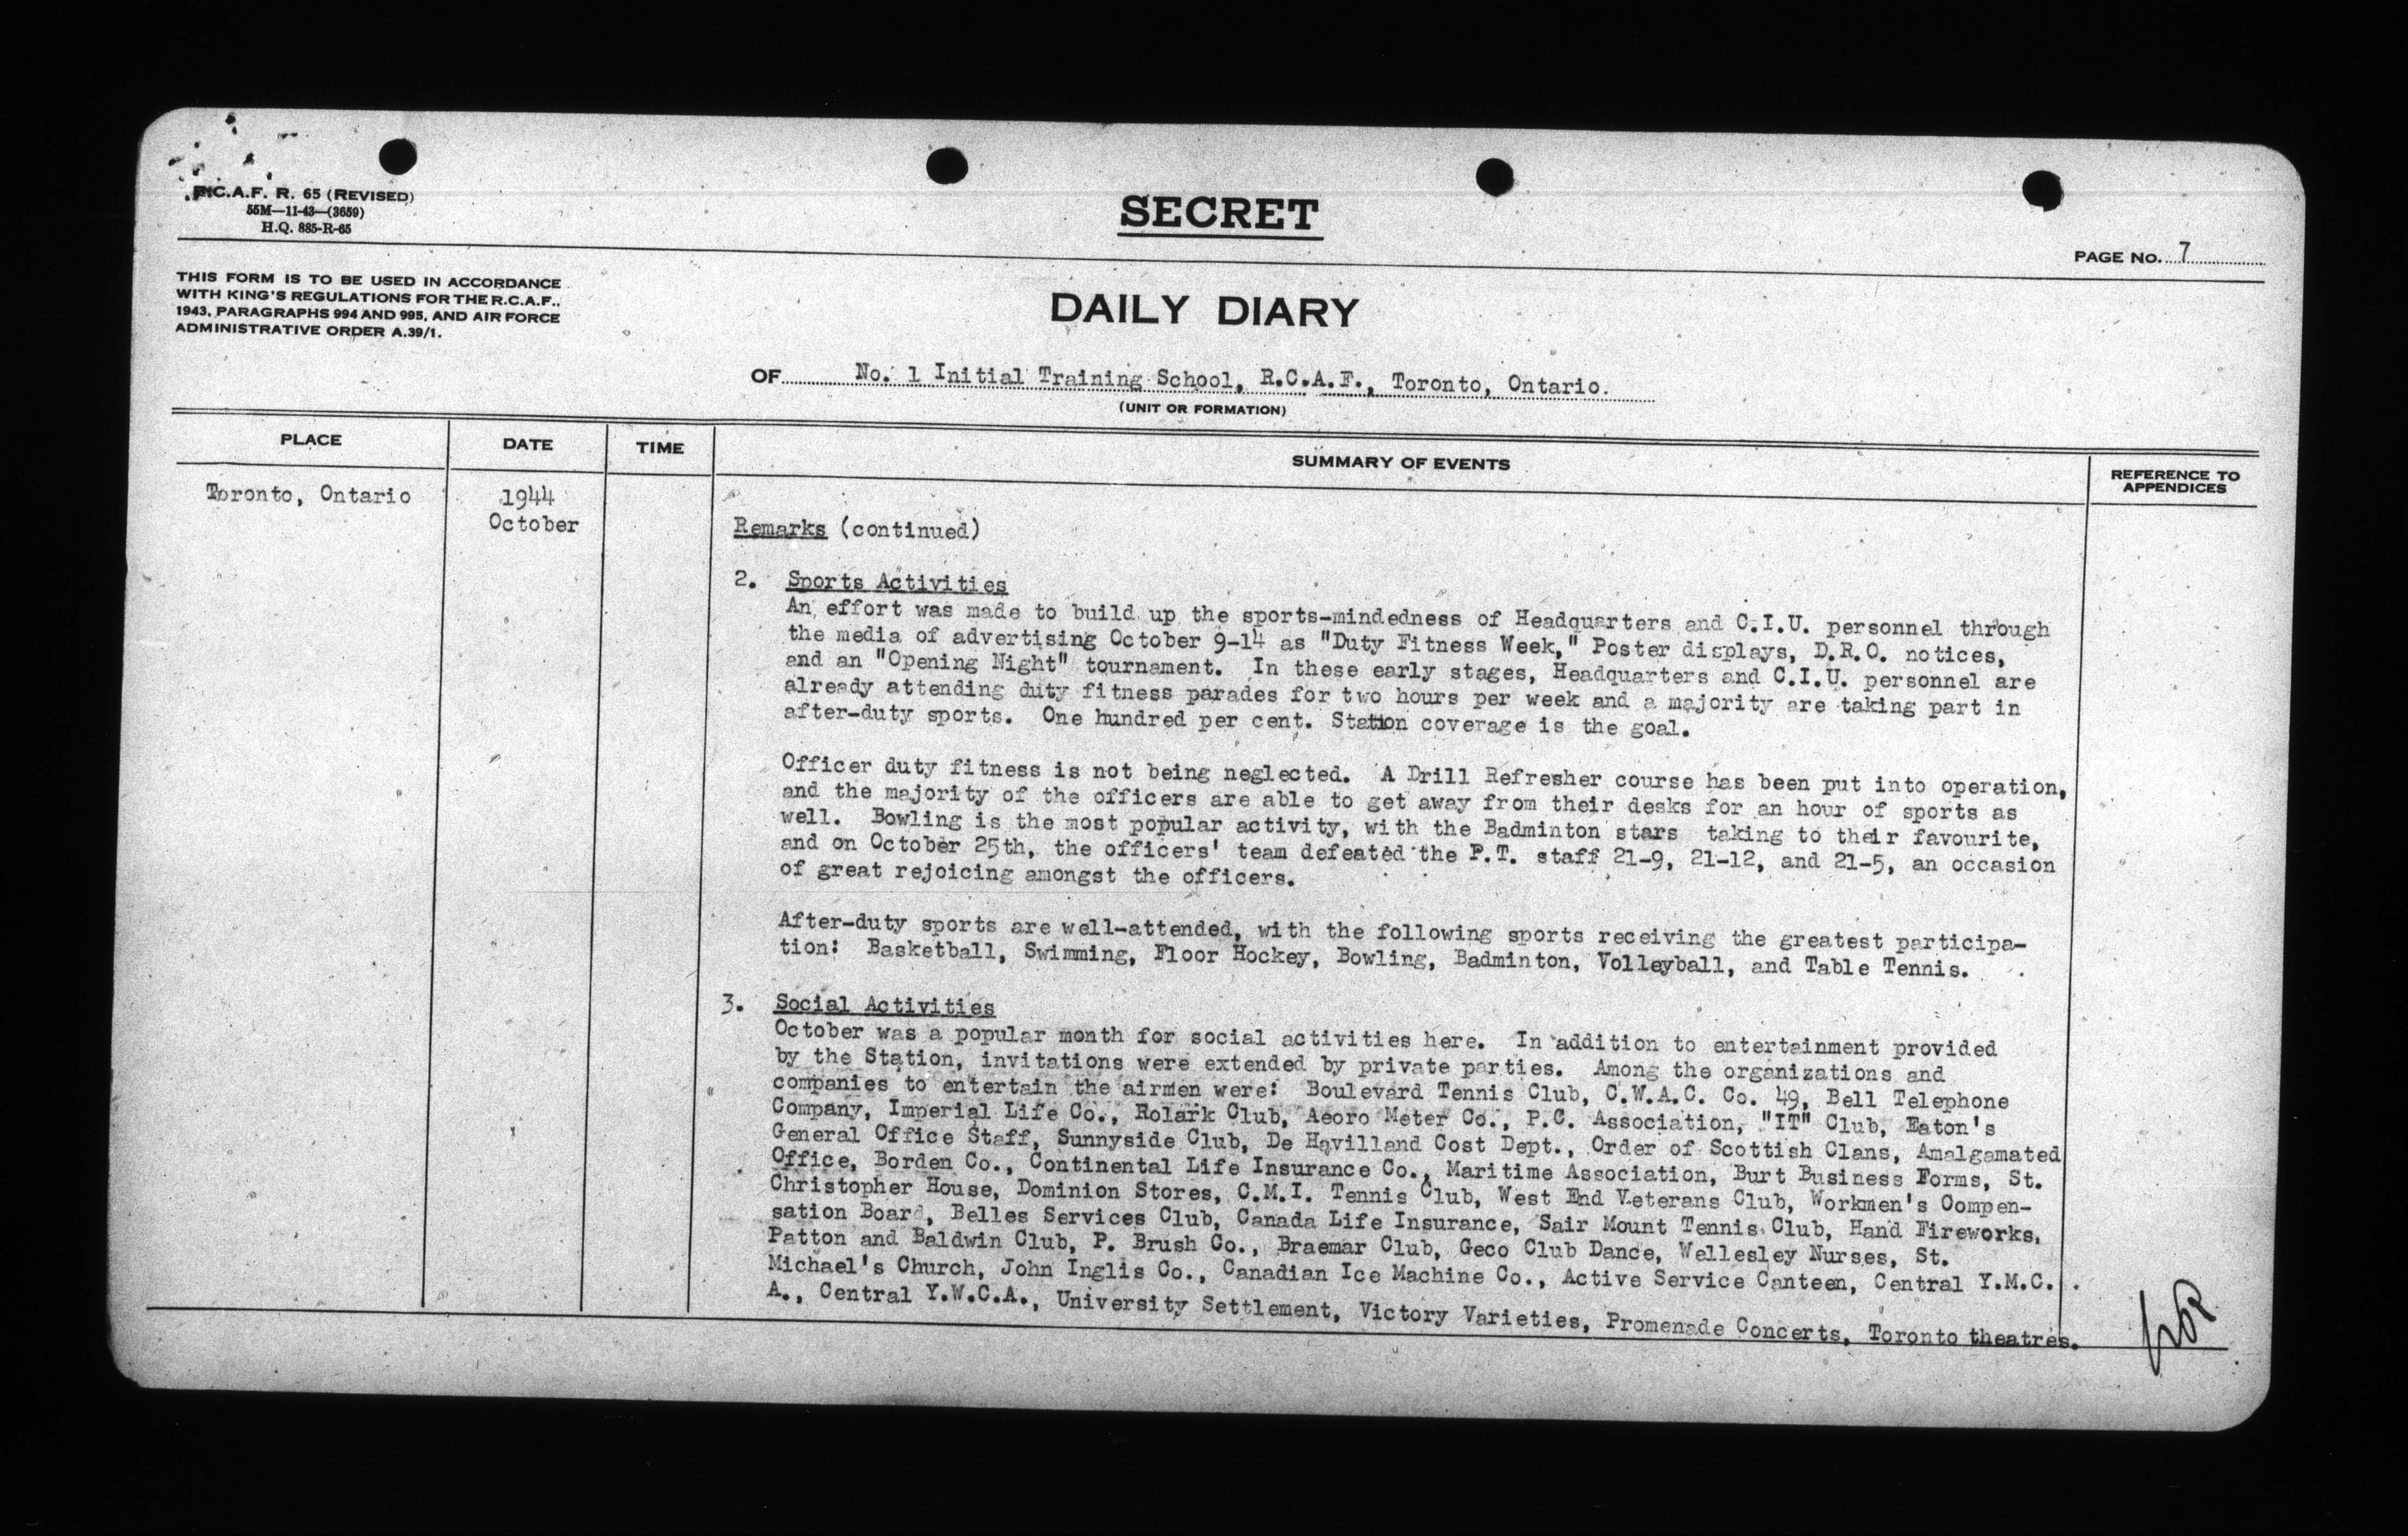 R.C.A.F. R. 65 (REVISED)
55M—11-43—(3659)
H.Q. 885-R-65
SECRET
PAGE NO. 7
THIS FORM IS TO BE USED IN ACCORDANCE
WITH KING'S REGULATIONS FOR THE R.C.A.F.,
1943, PARAGRAPHS 994 AND 995, AND AIR FORCE
ADMINISTRATIVE ORDER A.39/1.
DAILY DIARY
OF No. 1 Initial Training School, R.C.A.F., Toronto, Ontario.
(UNIT OR FORMATION)
PLACE DATE TIME SUMMARY OF EVENTS REFERENCE TO
APPENDICES
Toronto, Ontario 1944
October
Remarks (continued)
2. Sports Activities
An effort was made to build up the sports-mindedness of Headquarters and C.I.U. personnel through
the media of advertising October 9-14 as "Duty Fitness Week," Poster displays, D.R.O. notices,
and an "Opening Night" tournament. In these early stages, Headquarters and C.I.U. personnel are
already attending duty fitness parades for two hours per week and a majority are taking part in
after-duty sports. One hundred per cent. Station coverage is the goal.
Officer duty fitness is not being neglected. A Drill Refresher course has been put into operation,
and the majority of the officers are able to get away from their desks for an hour of sports as
well. Bowling is the most popular activity, with the Badminton stars taking to their favourite,
and on October 25th, the officers' team defeated the P.T. staff 21-9, 21-12, and 21-5, an occasion
of great rejoicing amongst the officers.
After-duty sports are well-attended, with the following sports receiving the greatest participa-
tion: Basketball, Swimming, Floor Hockey, Bowling, Badminton, Volleyball, and Table Tennis.
3. Social Activities
October was a popular month for social activities here. In addition to entertainment provided
by the Station, invitations were extended by private parties. Among the organizations and
companies to entertain the airmen were: Boulevard Tennis Club, C.W.A.C. Co. 49, Bell Telephone
Company, Imperial Life Co., Rolark Club, Aeoro Meter Co., P.C. Association, "IT" Club, Eaton's
General Office Staff, Sunnyside Club, De Havilland Cost Dept., Order of Scottish Clans, Amalgamated
Office, Borden Co., Continental Life Insurance Co., Maritime Association, Burt Business Forms, St.
Christopher House, Dominion Stores, C.M.I. Tennis Club, West End Veterans Club, Workmen's Compen-
sation Board, Belles Services Club, Canada Life Insurance, Sair Mount Tennis Club, Hand Fireworks,
Patton and Baldwin Club, P. Brush Co., Braemar Club, Geco Club Dance, Wellesley Nurses, St.
Michael's Church, John Inglis Co., Canadian Ice Machine Co., Active Service Canteen, Central Y.M.C.
A., Central Y.W.C.A., University Settlement, Victory Varieties, Promenade Concerts, Toronto theatres.